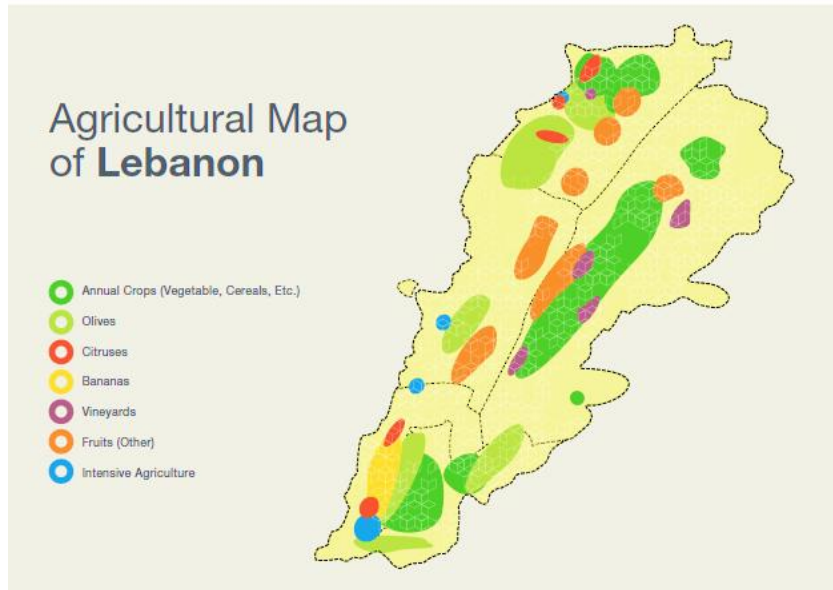 Agricultural Map
of Lebanon
Annual Crops (Vegetable, Cereals, Etc.)
Olives
Citruses
Bananas
Vineyards
Fruits (Other)
Intensive Agriculture